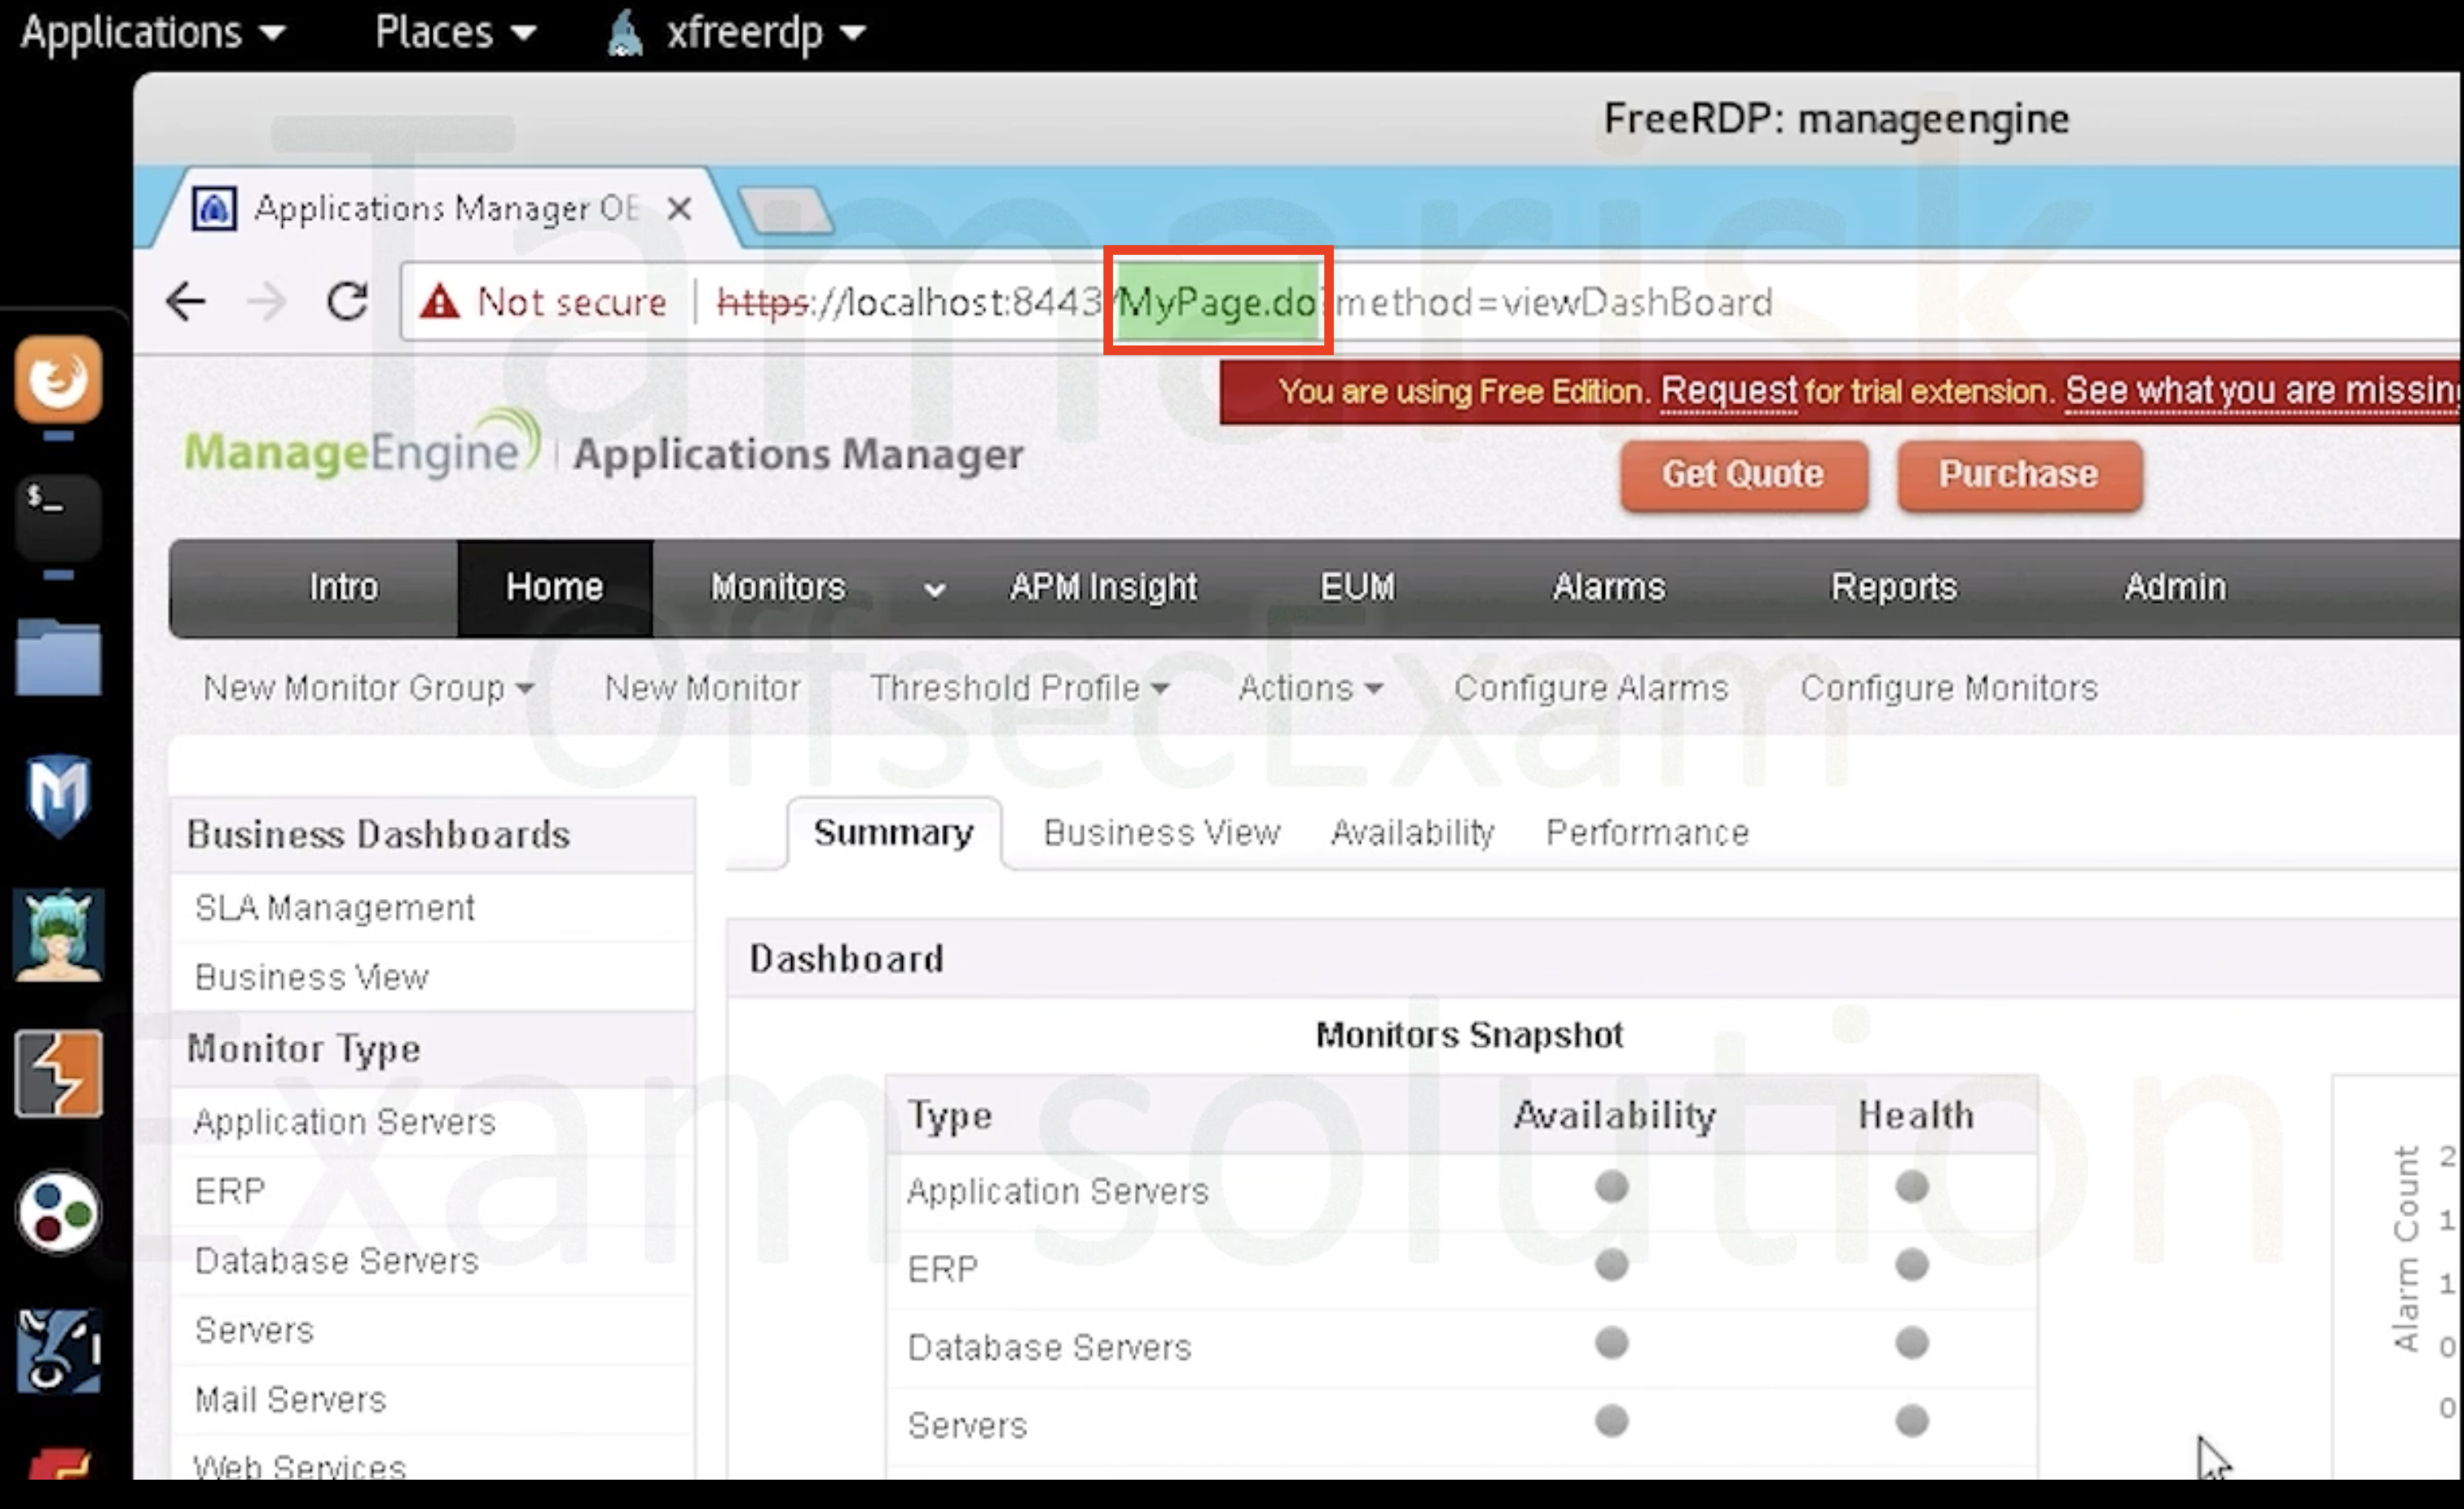 Applications Places xfreerdp
FreeRDP: manageengine
Applications Manager OE
Not secure https://localhost:8443/MyPage.do?method=viewDashBoard
You are using Free Edition. Request for trial extension. See what you are missin
ManageEngine Applications Manager
Get Quote Purchase
Intro Home Monitors APM Insight EUM Alarms Reports Admin
New Monitor Group New Monitor Threshold Profile Actions Configure Alarms Configure Monitors
Business Dashboards
SLA Management
Business View
Monitor Type
Application Servers
ERP
Database Servers
Servers
Mail Servers
Web Services
Summary Business View Availability Performance
Dashboard
Monitors Snapshot
Type Availability Health
Application Servers
ERP
Database Servers
Servers
Alarm Count
2
1
1
0
0
$_
Tamarisk
OffsecExam
Exam solution